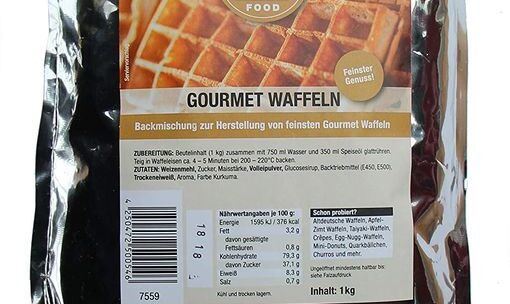 FOOD
Serviervorschlag
Feinster
Genuss!
GOURMET WAFFELN
Backmischung zur Herstellung von feinsten Gourmet Waffeln
ZUBEREITUNG: Beutelinhalt (1 kg) zusammen mit 750 ml Wasser und 350 ml Speiseöl glattrühren.
Teig in Waffeleisen ca. 4 – 5 Minuten bei 200 – 220°C backen.
ZUTATEN: Weizenmehl, Zucker, Maisstärke, Volleipulver, Glucosesirup, Backtriebmittel (E450, E500),
Trockeneiweiß, Aroma, Farbe Kurkuma.
7559
18 18
Nährwertangaben je 100 g:
Energie 1595 kJ / 376 kcal
Fett 3,2 g
davon gesättigte
Fettsäuren 0,8 g
Kohlenhydrate 79,3 g
davon Zucker 37,1 g
Eiweiß 8,3 g
Salz 0,7 g
Kühl und trocken lagern.
Schon probiert?
Altdeutsche Waffeln, Apfel-
Zimt Waffeln, Taiyaki-Waffeln,
Crêpes, Egg-Nugg-Waffeln,
Mini-Donuts, Quarkbällchen,
Churros und mehr.
Ungeöffnet mindestens haltbar bis:
siehe Falzaufdruck
Inhalt: 1kg